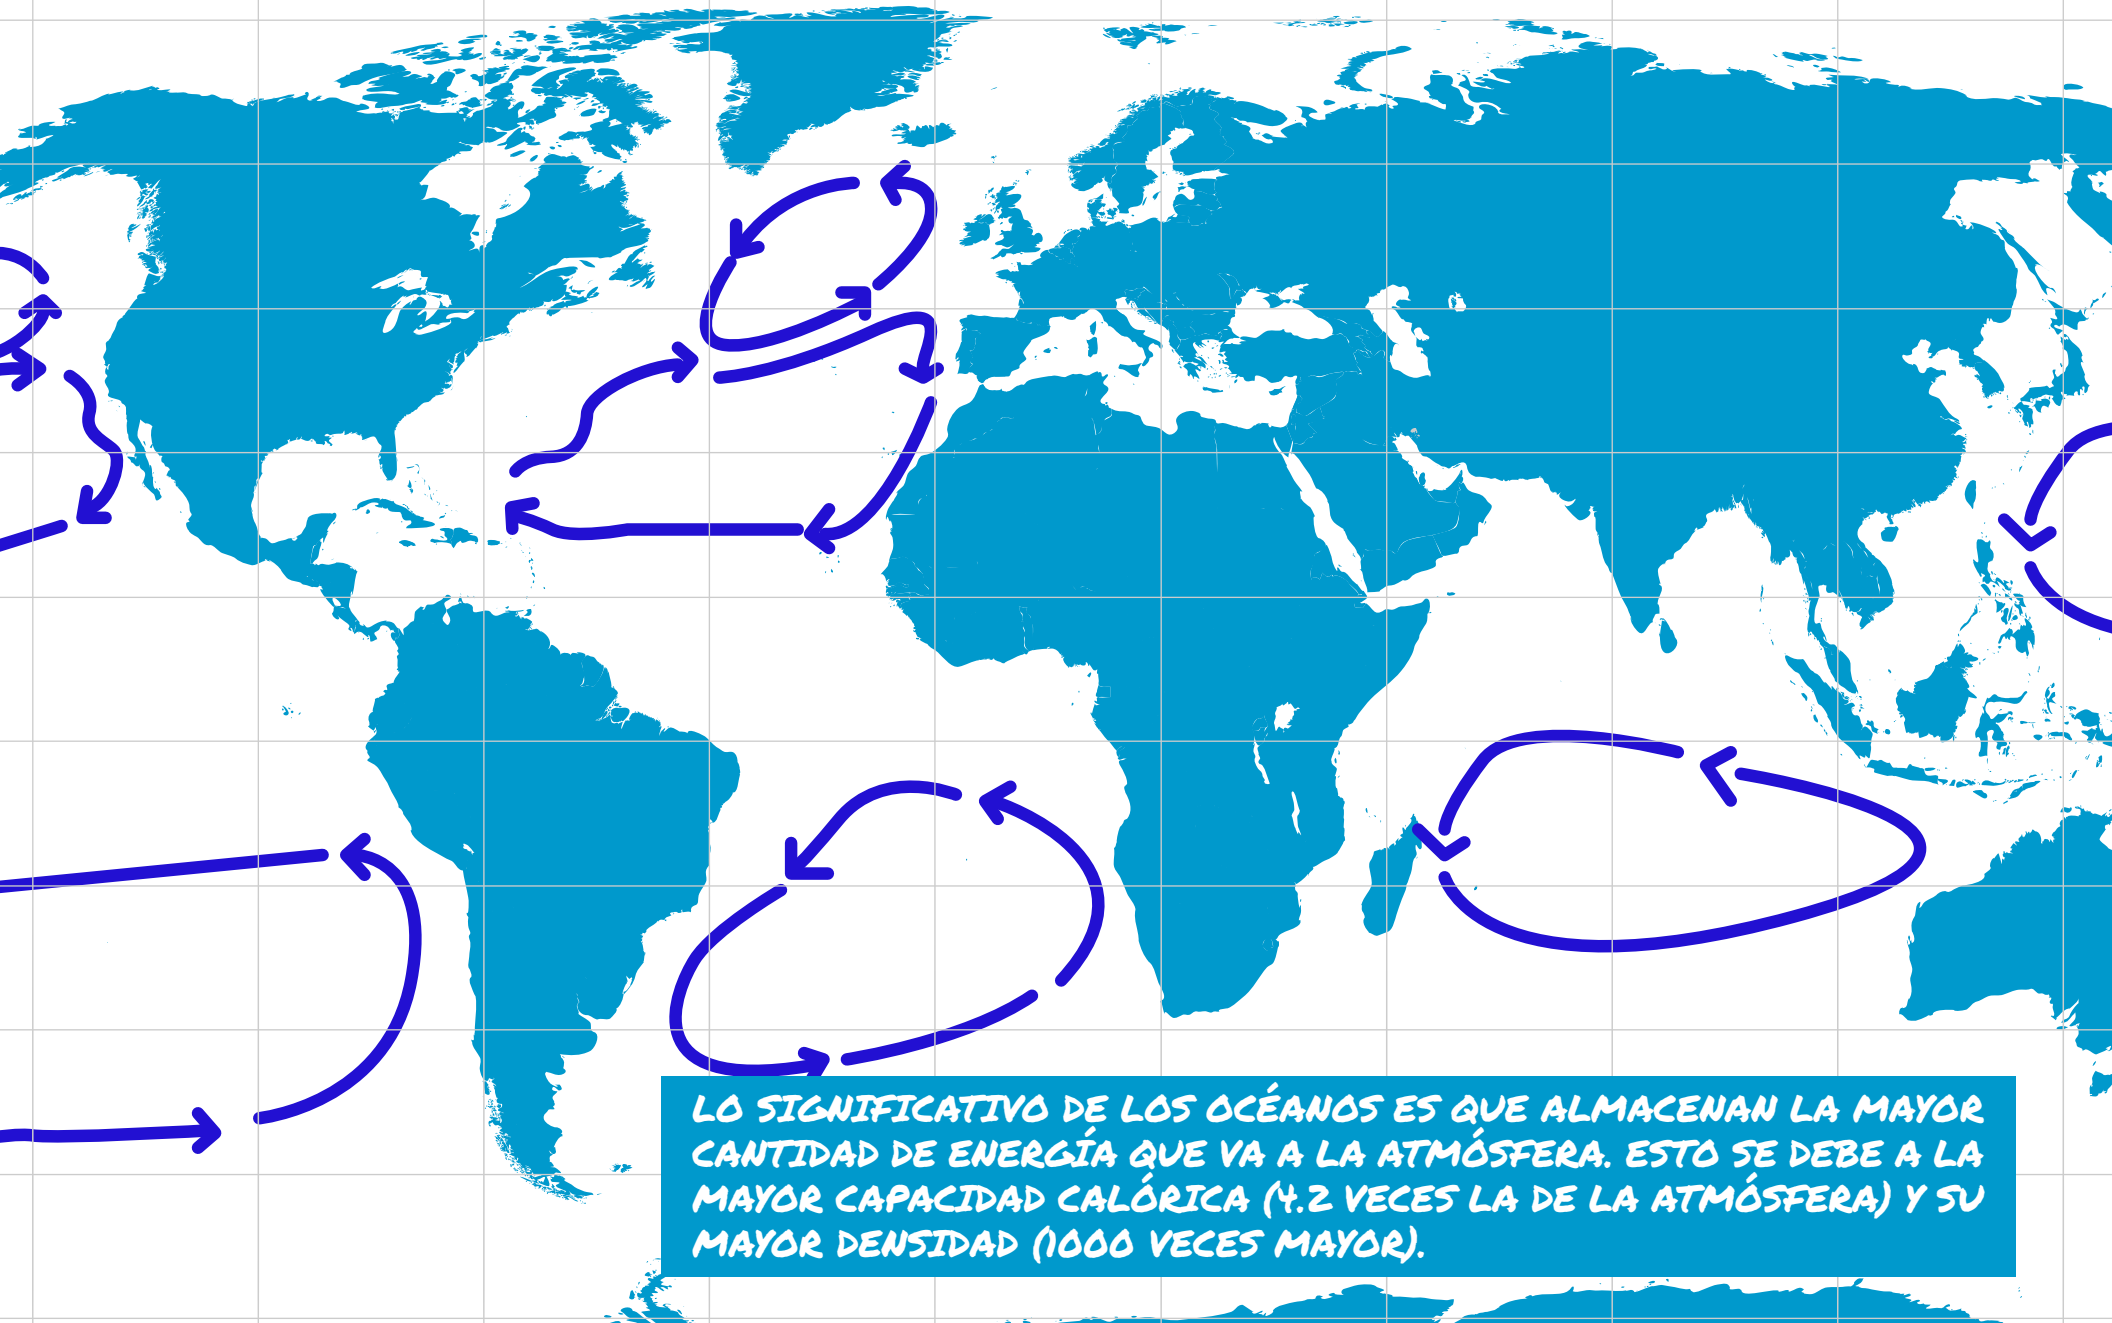 LO SIGNIFICATIVO DE LOS OCÉANOS ES QUE ALMACENAN LA MAYOR
CANTIDAD DE ENERGÍA QUE VA A LA ATMÓSFERA. ESTO SE DEBE A LA
MAYOR CAPACIDAD CALÓRICA (4.2 VECES LA DE LA ATMÓSFERA) Y SU
MAYOR DENSIDAD (1000 VECES MAYOR).